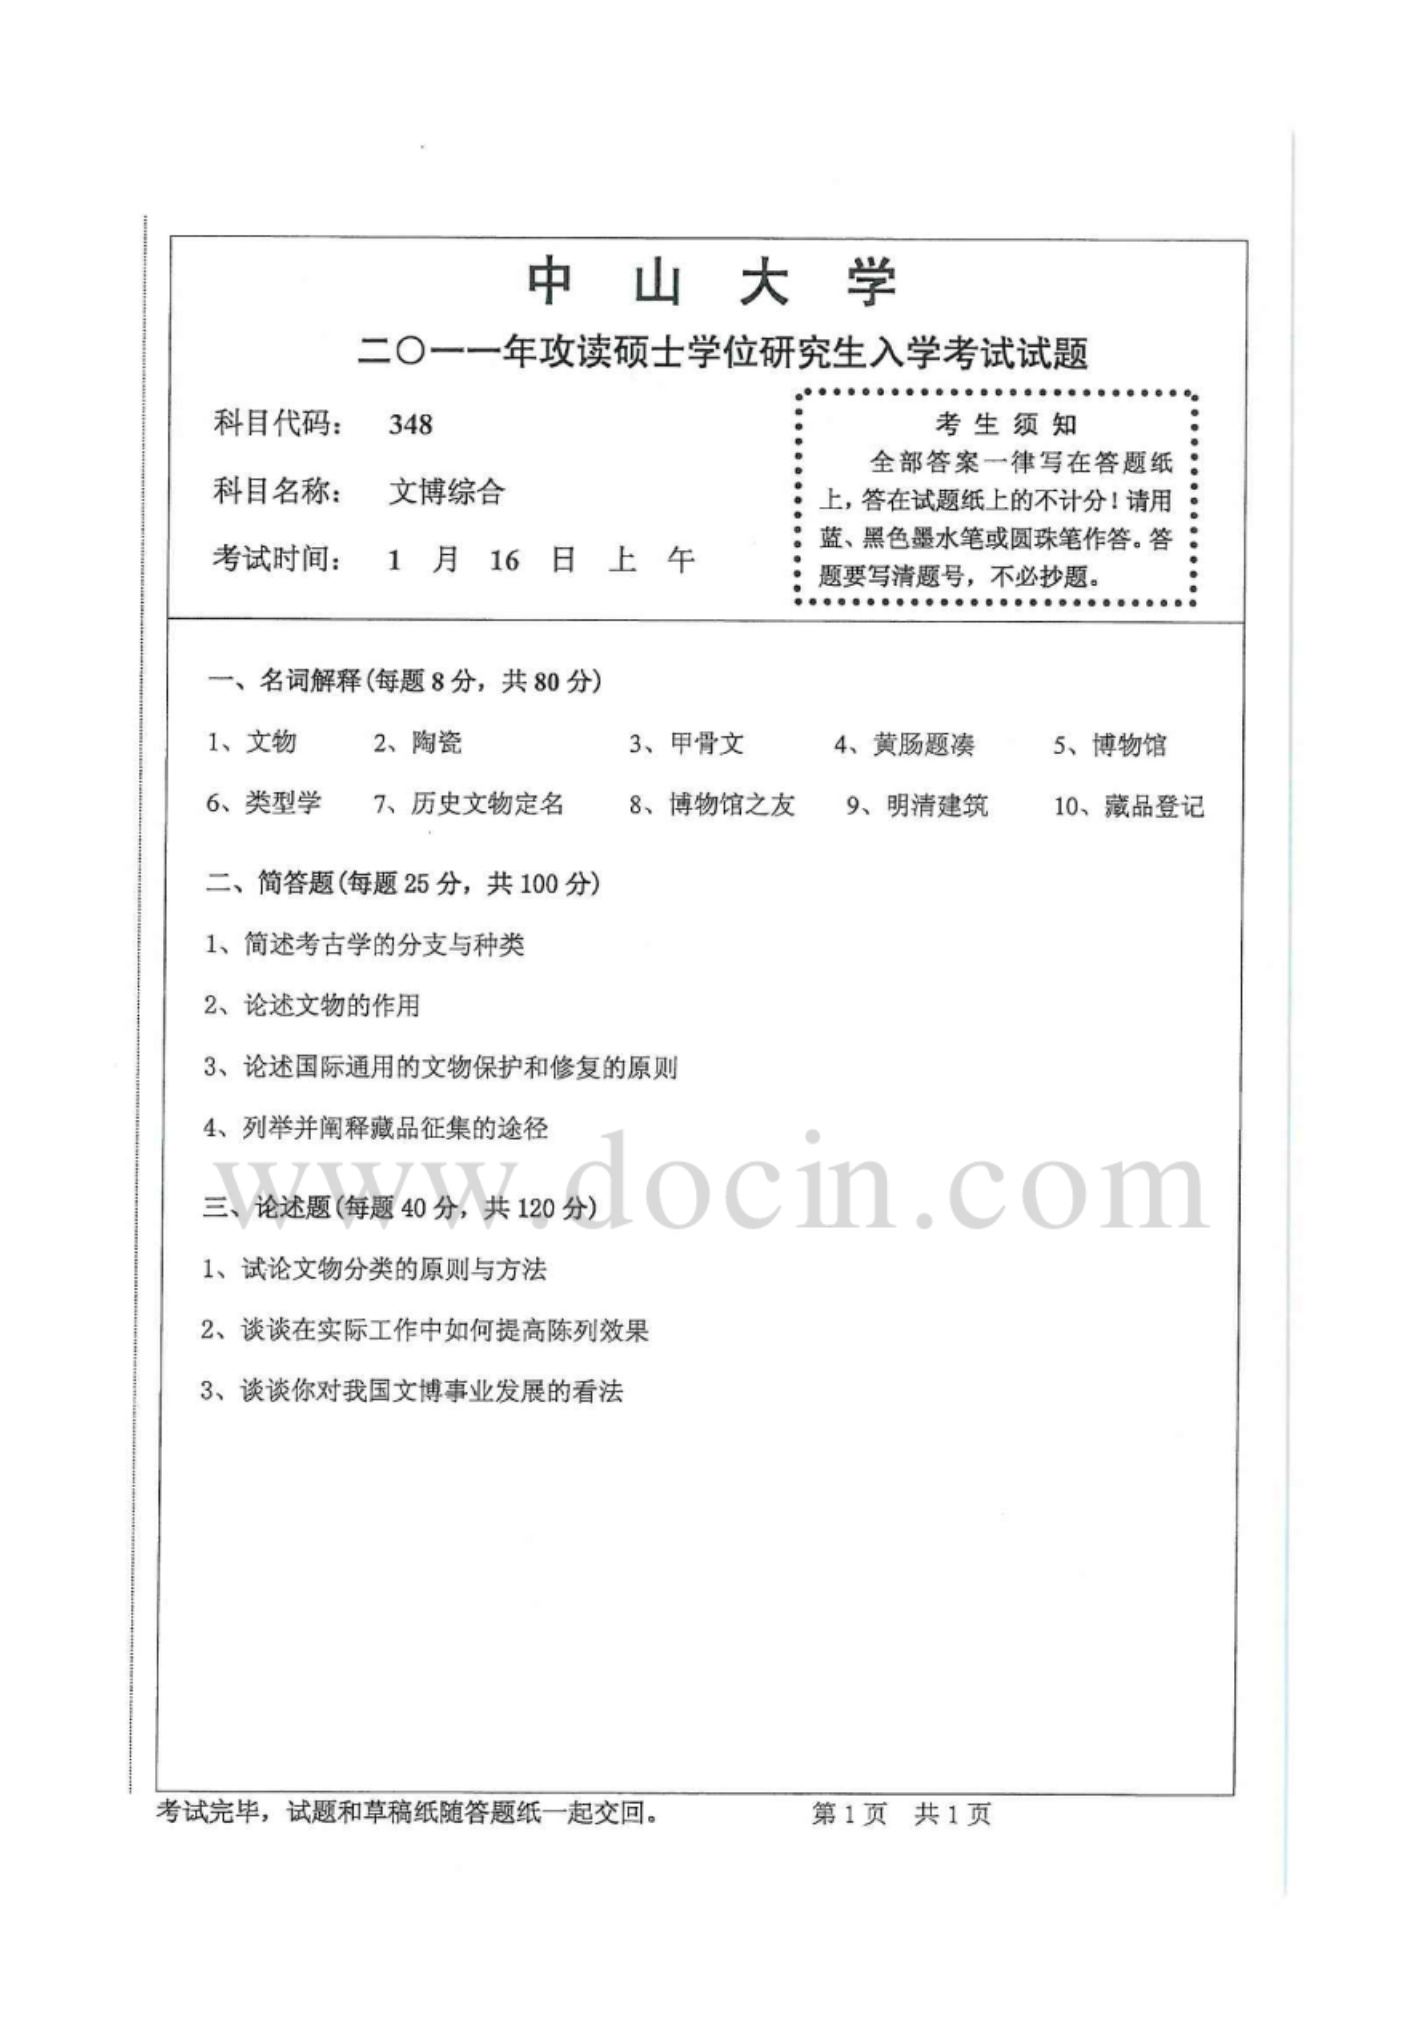 中山大学
二〇一一年攻读硕士学位研究生入学考试试题
科目代码： 348
科目名称： 文博综合
考试时间： 1 月 16 日 上 午
考 生 须 知
全部答案一律写在答题纸
上，答在试题纸上的不计分！请用
蓝、黑色墨水笔或圆珠笔作答。答
题要写清题号，不必抄题。
一、名词解释(每题 8 分，共 80 分)
1、文物 2、陶瓷 3、甲骨文 4、黄肠题凑 5、博物馆
6、类型学 7、历史文物定名 8、博物馆之友 9、明清建筑 10、藏品登记
二、简答题(每题 25 分，共 100 分)
1、简述考古学的分支与种类
2、论述文物的作用
3、论述国际通用的文物保护和修复的原则
4、列举并阐释藏品征集的途径
www.docin.com
三、论述题(每题 40 分，共 120 分)
1、试论文物分类的原则与方法
2、谈谈在实际工作中如何提高陈列效果
3、谈谈你对我国文博事业发展的看法
考试完毕，试题和草稿纸随答题纸一起交回。 第 1 页 共 1 页